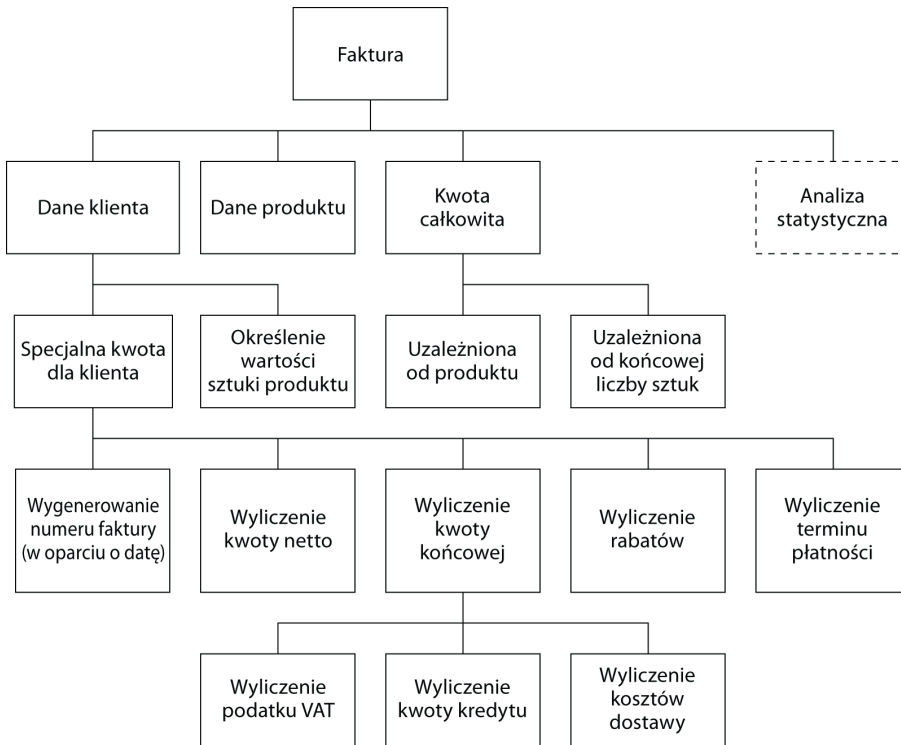 Faktura
Dane klienta
Dane produktu
Kwota
całkowita
Analiza
statystyczna
Specjalna kwota
dla klienta
Określenie
wartości
sztuki produktu
Uzależniona
od produktu
Uzależniona
od końcowej
liczby sztuk
Wygenerowanie
numeru faktury
(w oparciu o datę)
Wyliczenie
kwoty netto
Wyliczenie
kwoty
końcowej
Wyliczenie
rabatów
Wyliczenie
terminu
płatności
Wyliczenie
podatku VAT
Wyliczenie
kwoty kredytu
Wyliczenie
kosztów
dostawy